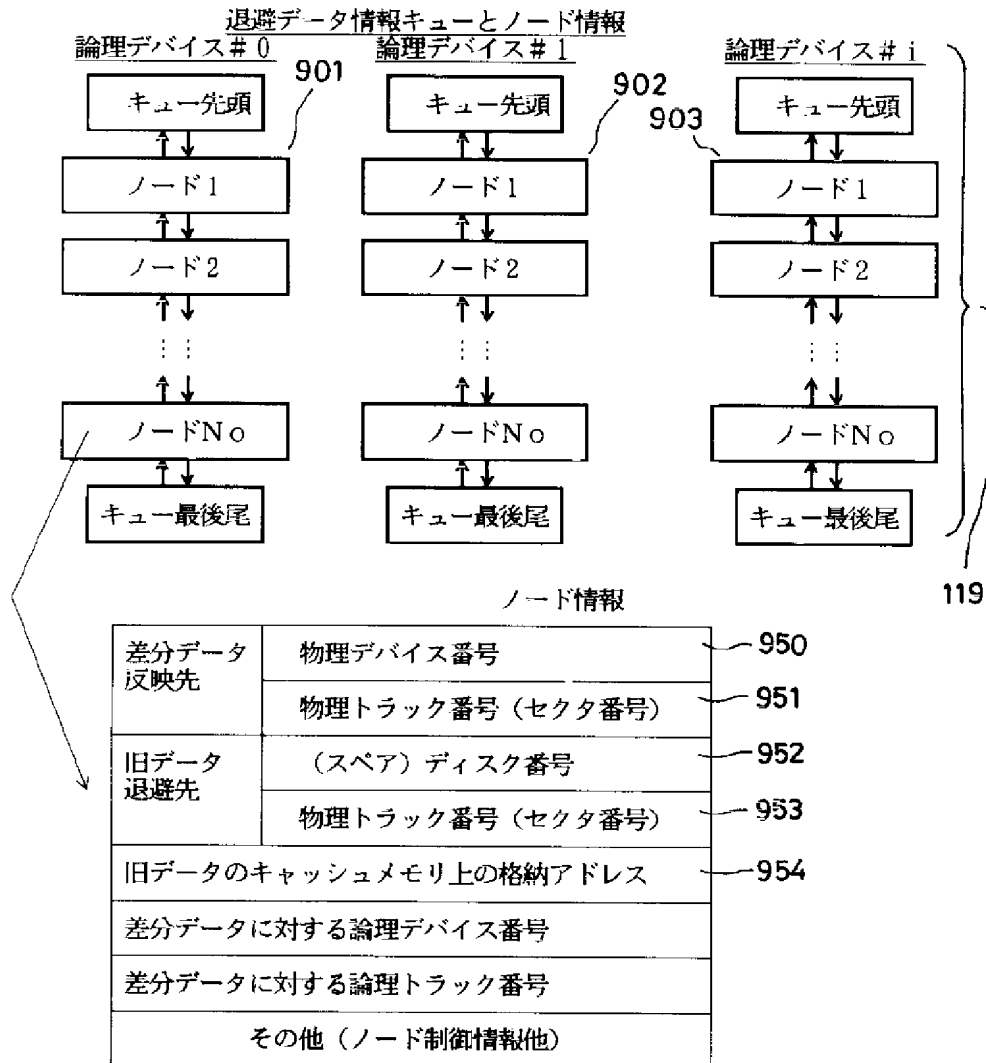 退避データ情報キューとノード情報
論理デバイス＃0 論理デバイス＃1 論理デバイス＃i
901
902
903
キュー先頭 キュー先頭 キュー先頭
ノード1 ノード1 ノード1
ノード2 ノード2 ノード2
⋮ ⋮ ⋮ ⋮ ⋮ ⋮
ノードNo ノードNo ノードNo
キュー最後尾 キュー最後尾 キュー最後尾
119
ノード情報
差分データ反映先 物理デバイス番号 950
物理トラック番号（セクタ番号） 951
旧データ退避先 （スペア）ディスク番号 952
物理トラック番号（セクタ番号） 953
旧データのキャッシュメモリ上の格納アドレス 954
差分データに対する論理デバイス番号
差分データに対する論理トラック番号
その他（ノード制御情報他）